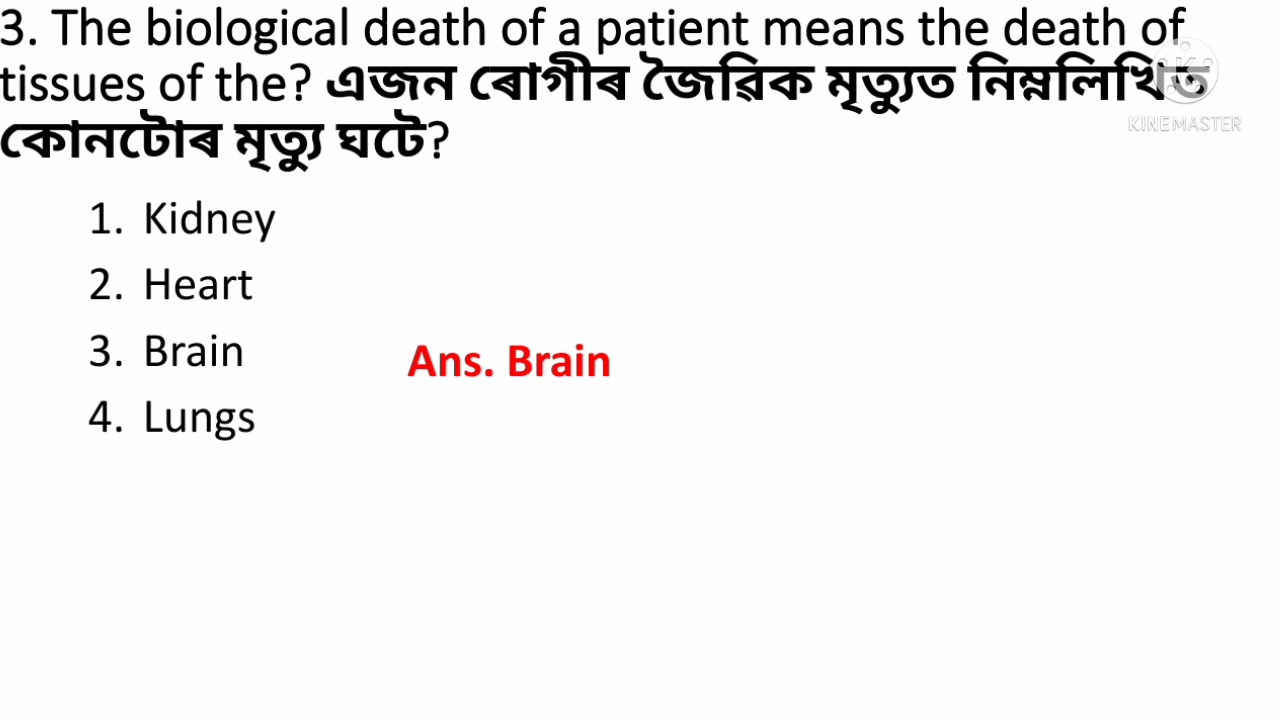 3. The biological death of a patient means the death of
tissues of the? এজন ৰোগীৰ জৈৱিক মৃত্যুত নিম্নলিখিত
কোনটোৰ মৃত্যু ঘটে?
KINEMASTER
1. Kidney
2. Heart
3. Brain
Ans. Brain
4. Lungs